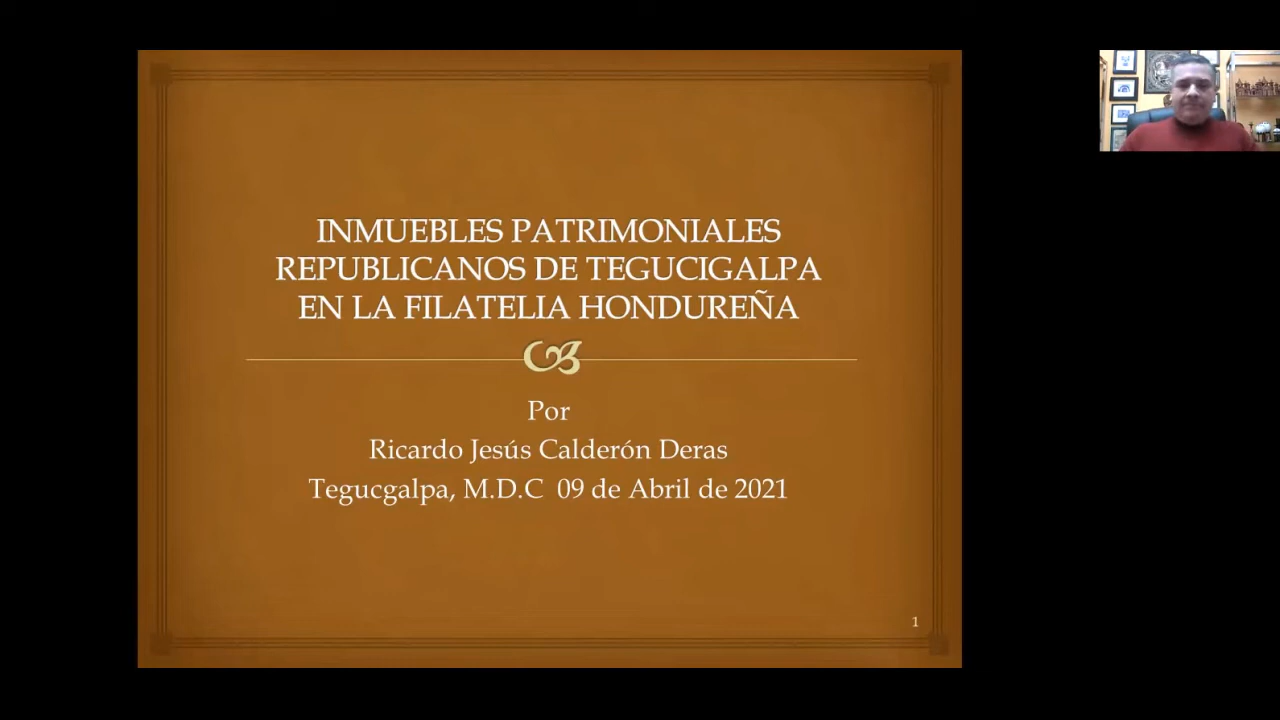 INMUEBLES PATRIMONIALES
REPUBLICANOS DE TEGUCIGALPA
EN LA FILATELIA HONDUREÑA
Por
Ricardo Jesús Calderón Deras
Tegucgalpa, M.D.C 09 de Abril de 2021
1